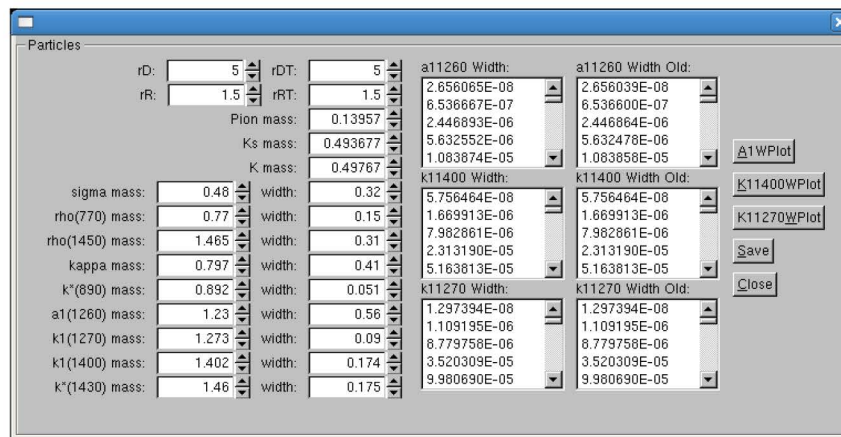 Particles
rD: 5 rDT: 5
rR: 1.5 rRT: 1.5
Pion mass: 0.13957
Ks mass: 0.493677
K mass: 0.49767
sigma mass: 0.48 width: 0.32
rho(770) mass: 0.77 width: 0.15
rho(1450) mass: 1.465 width: 0.31
kappa mass: 0.797 width: 0.41
k*(890) mass: 0.892 width: 0.051
a1(1260) mass: 1.23 width: 0.56
k1(1270) mass: 1.273 width: 0.09
k1(1400) mass: 1.402 width: 0.174
k*(1430) mass: 1.46 width: 0.175
a11260 Width:
2.656065E-08
6.536667E-07
2.446893E-06
5.632552E-06
1.083874E-05
a11260 Width Old:
2.656039E-08
6.536600E-07
2.446864E-06
5.632478E-06
1.083858E-05
k11400 Width:
5.756464E-08
1.669913E-06
7.982861E-06
2.313190E-05
5.163813E-05
k11400 Width Old:
5.756464E-08
1.669913E-06
7.982861E-06
2.313190E-05
5.163813E-05
k11270 Width:
1.297394E-08
1.109195E-06
8.779758E-06
3.520309E-05
9.980690E-05
k11270 Width Old:
1.297394E-08
1.109195E-06
8.779758E-06
3.520309E-05
9.980690E-05
A1WPlot
K11400WPlot
K11270WPlot
Save
Close